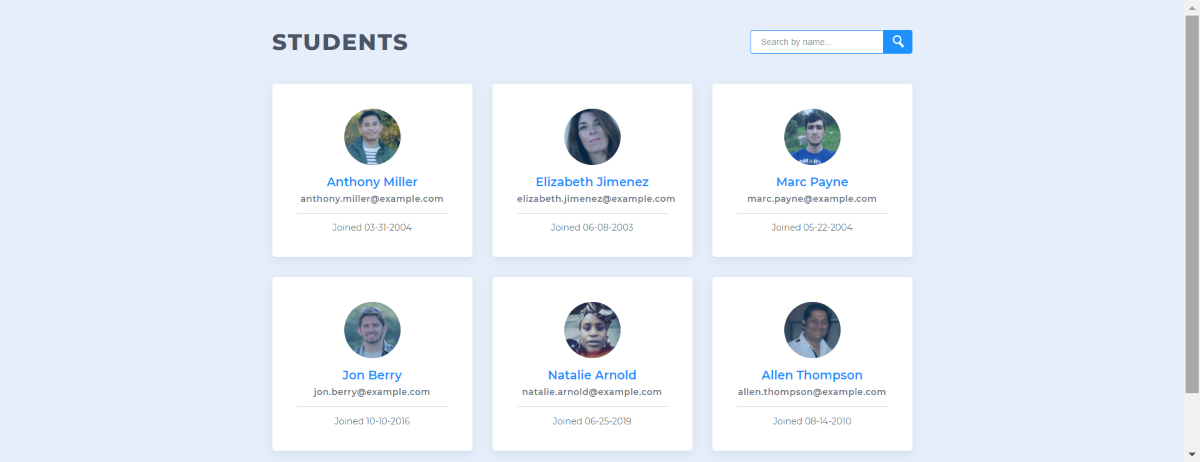 STUDENTS
Search by name...
Anthony Miller
anthony.miller@example.com
Joined 03-31-2004
Elizabeth Jimenez
elizabeth.jimenez@example.com
Joined 06-08-2003
Marc Payne
marc.payne@example.com
Joined 05-22-2004
Jon Berry
jon.berry@example.com
Joined 10-10-2016
Natalie Arnold
natalie.arnold@example.com
Joined 06-25-2019
Allen Thompson
allen.thompson@example.com
Joined 08-14-2010